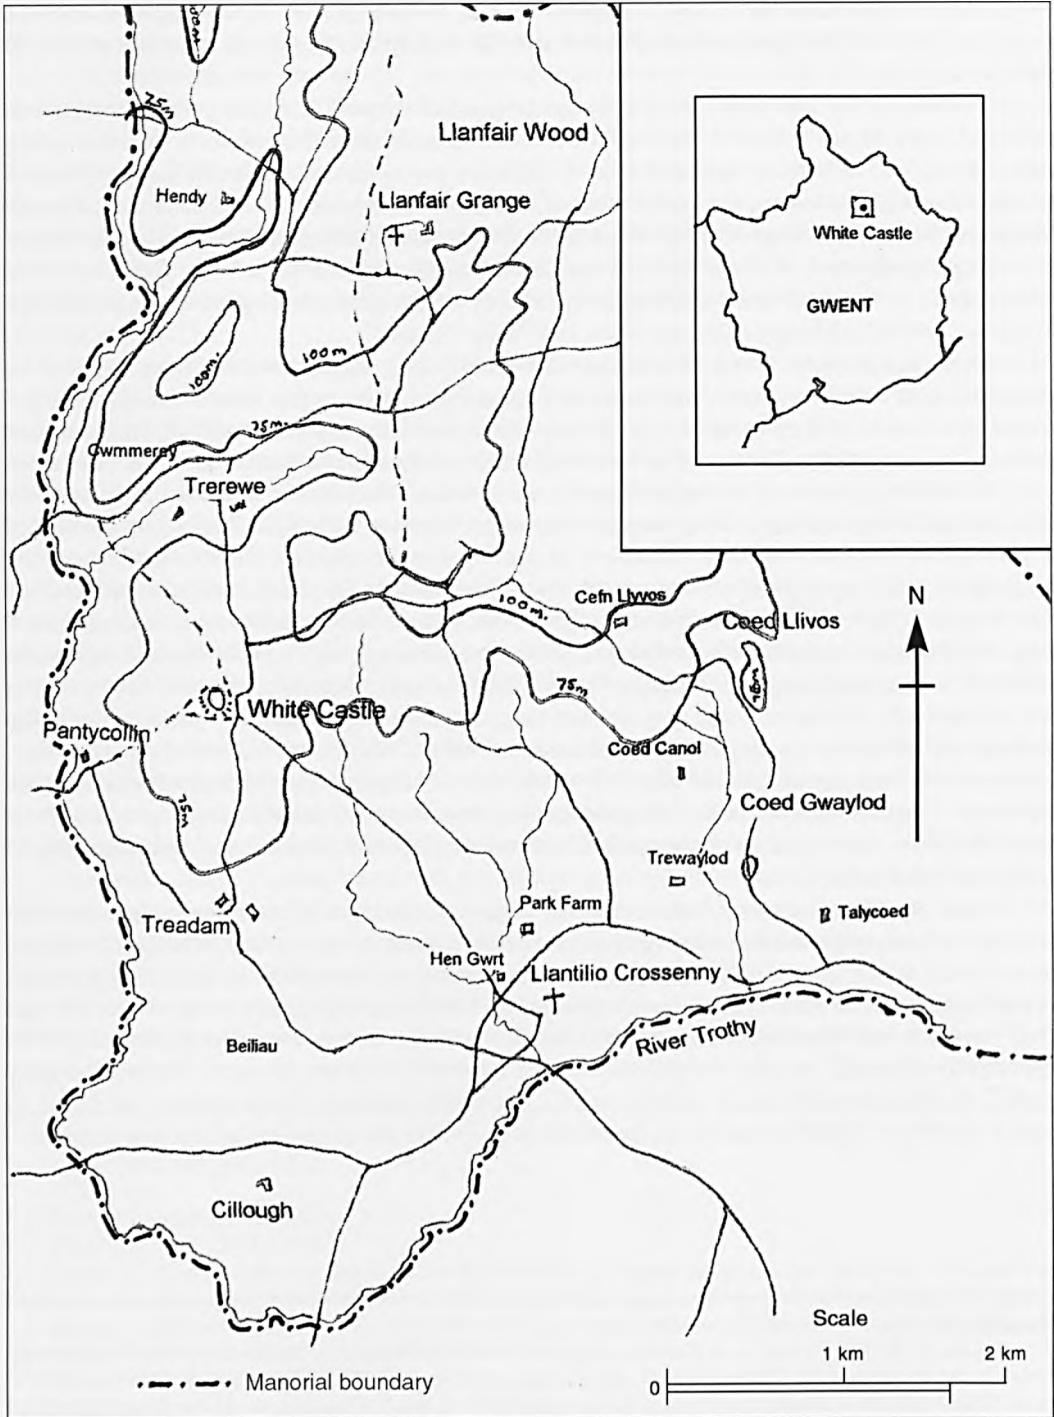 75m
Llanfair Wood
Hendy
Llanfair Grange
White Castle
GWENT
100m
100m.
75m.
Cwmmerey
Trerewe
100m.
Cefn Llyvos
Coed Llivos
N
75m
White Castle
Pantycollin
Coed Canol
75m
Coed Gwaylod
Trewaylod
Park Farm
Talycoed
Treadam
Hen Gwrt
Llantilio Crossenny
Beiliau
River Trothy
Cillough
Scale
1 km
2 km
0
Manorial boundary